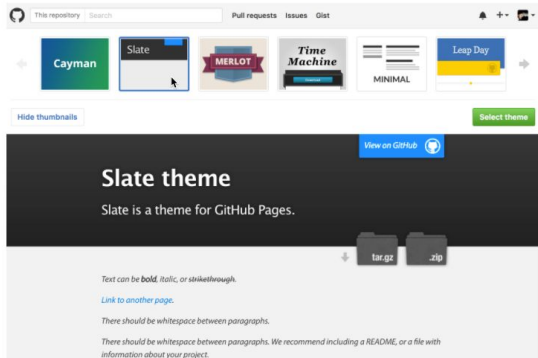 This repository Search Pull requests Issues Gist
Cayman
Slate
MERLOT
Time
Machine
MINIMAL
Leap Day
Hide thumbnails
Select theme
View on GitHub
Slate theme
Slate is a theme for GitHub Pages.
tar.gz .zip
Text can be bold, italic, or strikethrough.
Link to another page.
There should be whitespace between paragraphs.
There should be whitespace between paragraphs. We recommend including a README, or a file with
information about your project.